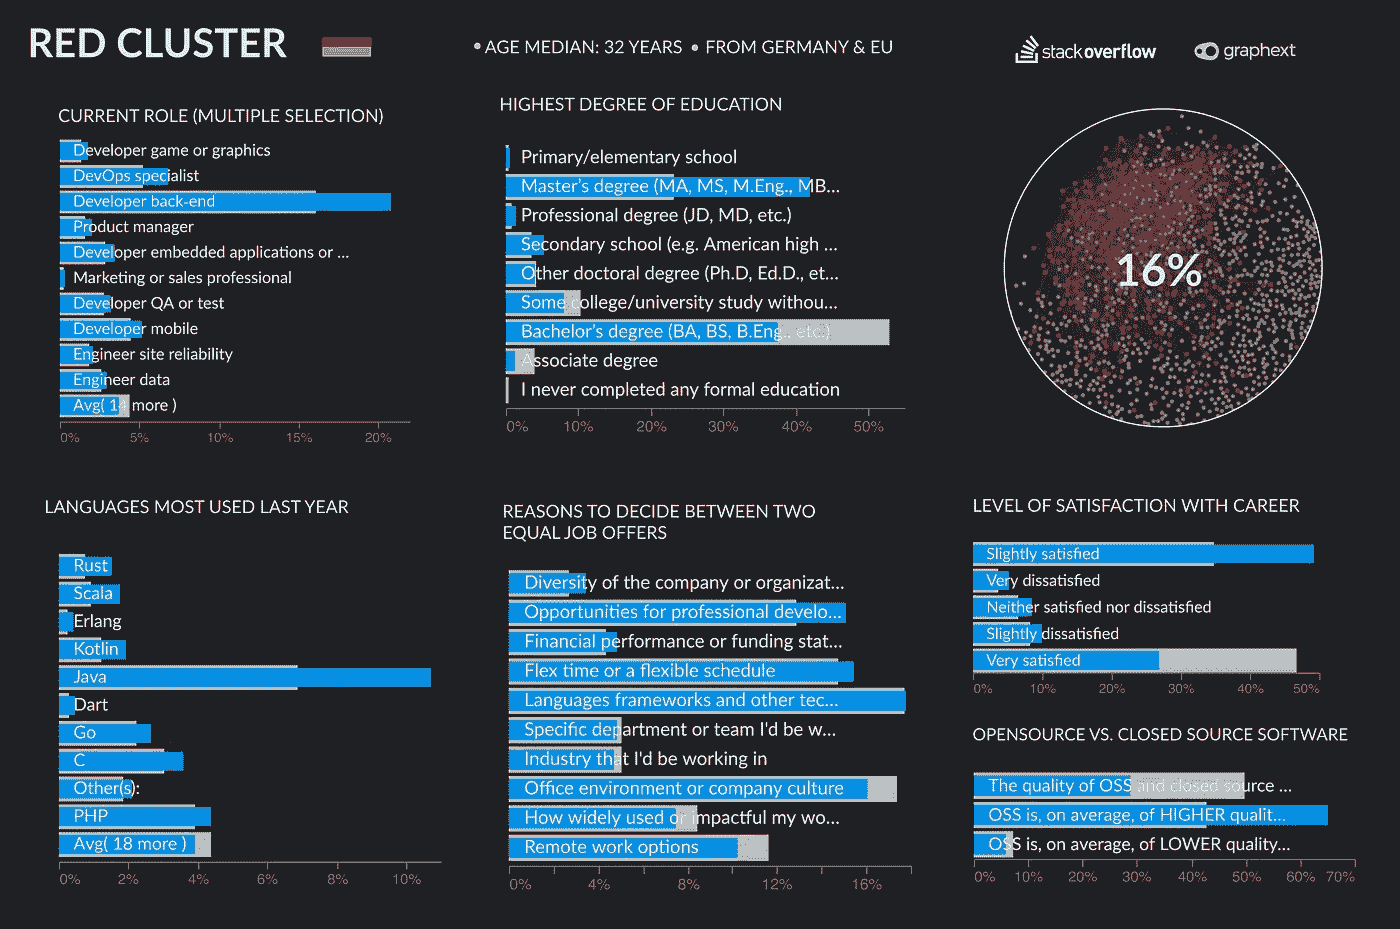 RED CLUSTER
• AGE MEDIAN: 32 YEARS • FROM GERMANY & EU
stackoverflow
graphext
CURRENT ROLE (MULTIPLE SELECTION)
Developer game or graphics
DevOps specialist
Developer back-end
Product manager
Developer embedded applications or ...
Marketing or sales professional
Developer QA or test
Developer mobile
Engineer site reliability
Engineer data
Avg( 14 more )
0% 5% 10% 15% 20%
HIGHEST DEGREE OF EDUCATION
Primary/elementary school
Master's degree (MA, MS, M.Eng., MB...
Professional degree (JD, MD, etc.)
Secondary school (e.g. American high ...
Other doctoral degree (Ph.D, Ed.D., et...
Some college/university study withou...
Bachelor's degree (BA, BS, B.Eng., etc.)
Associate degree
I never completed any formal education
0% 10% 20% 30% 40% 50%
16%
LANGUAGES MOST USED LAST YEAR
Rust
Scala
Erlang
Kotlin
Java
Dart
Go
C
Other(s):
PHP
Avg( 18 more )
0% 2% 4% 6% 8% 10%
REASONS TO DECIDE BETWEEN TWO
EQUAL JOB OFFERS
Diversity of the company or organizat...
Opportunities for professional develo...
Financial performance or funding stat...
Flex time or a flexible schedule
Languages frameworks and other tec...
Specific department or team I'd be w...
Industry that I'd be working in
Office environment or company culture
How widely used or impactful my wo...
Remote work options
0% 4% 8% 12% 16%
LEVEL OF SATISFACTION WITH CAREER
Slightly satisfied
Very dissatisfied
Neither satisfied nor dissatisfied
Slightly dissatisfied
Very satisfied
0% 10% 20% 30% 40% 50%
OPENSOURCE VS. CLOSED SOURCE SOFTWARE
The quality of OSS and closed source ...
OSS is, on average, of HIGHER qualit...
OSS is, on average, of LOWER quality...
0% 10% 20% 30% 40% 50% 60% 70%